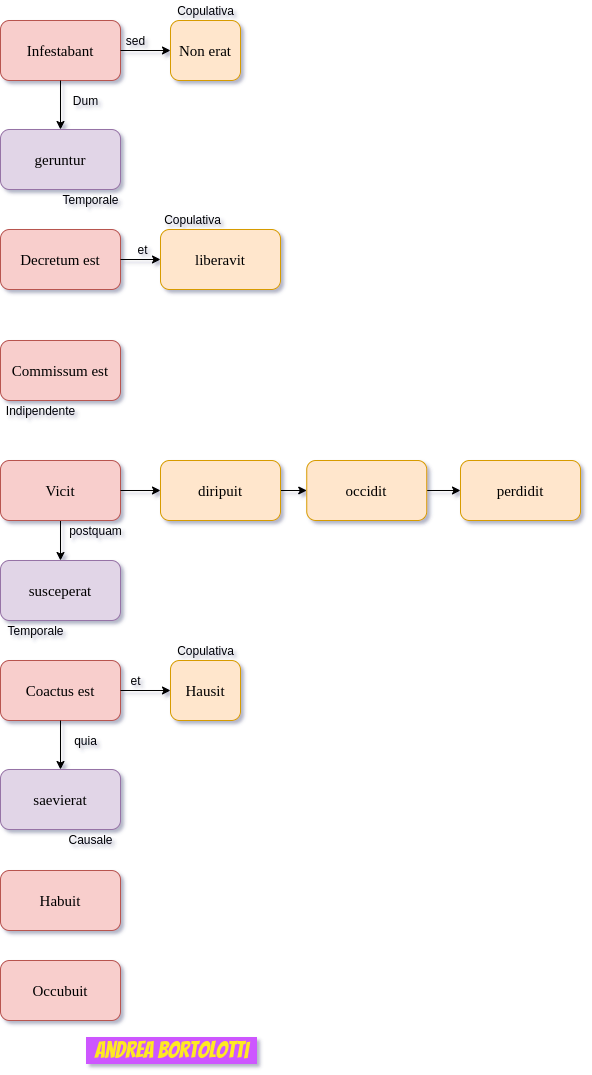 Copulativa
Infestabant
sed
Non erat
Dum
geruntur
Temporale
Copulativa
Decretum est
et
liberavit
Commissum est
Indipendente
Vicit
diripuit
occidit
perdidit
postquam
susceperat
Temporale
Copulativa
Coactus est
et
Hausit
quia
saevierat
Causale
Habuit
Occubuit
ANDREA BORTOLOTTI